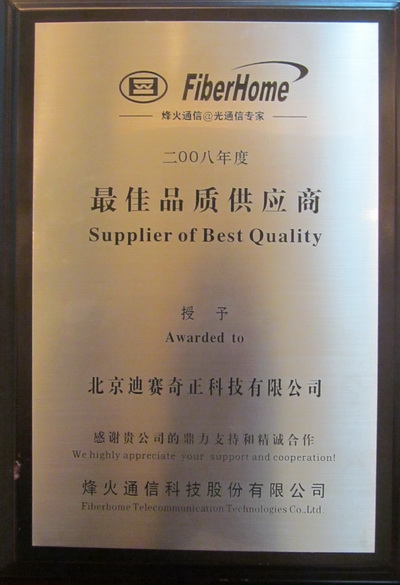 FiberHome
烽火通信@光通信专家
二OO八年度
最佳品质供应商
Supplier of Best Quality
授 予
Awarded to
北京迪赛奇正科技有限公司
感谢贵公司的鼎力支持和精诚合作
We highly appreciate your support and cooperation!
烽火通信科技股份有限公司
Fiberhome Telecommunication Technologies Co.,Ltd